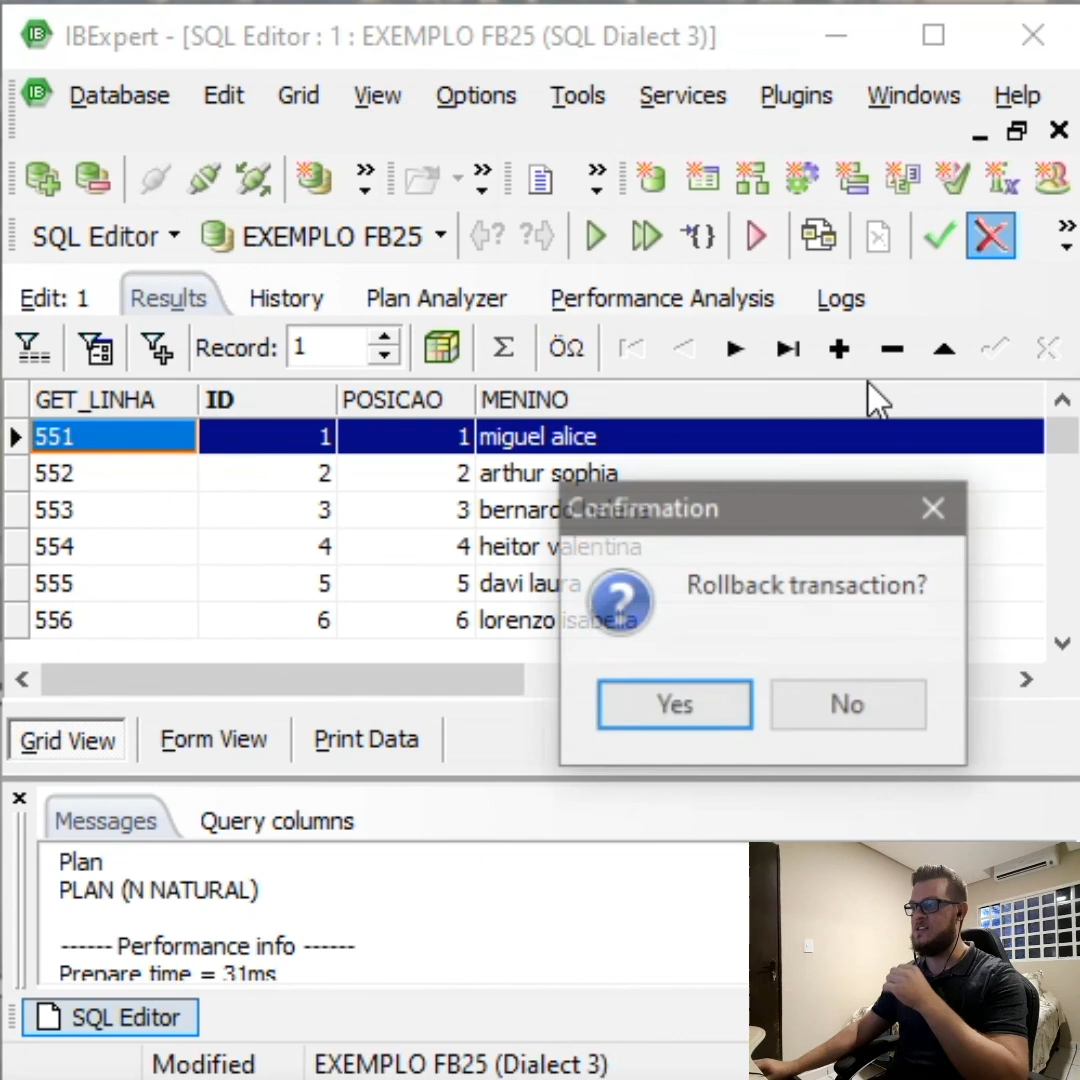 IBExpert - [SQL Editor : 1 : EXEMPLO FB25 (SQL Dialect 3)]
Database Edit Grid View Options Tools Services Plugins Windows Help
SQL Editor EXEMPLO FB25
Edit: 1 Results History Plan Analyzer Performance Analysis Logs
Record: 1 Σ ÖΩ
GET_LINHA ID POSICAO MENINO
551 1 1 miguel alice
552 2 2 arthur sophia
553 3 3 bernardo
554 4 4 heitor valentina
555 5 5 davi laura
556 6 6 lorenzo isabella
Confirmation
Rollback transaction?
Yes No
Grid View Form View Print Data
Messages Query columns
Plan
PLAN (N NATURAL)
------ Performance info ------
Prepare time = 31ms
SQL Editor
Modified EXEMPLO FB25 (Dialect 3)